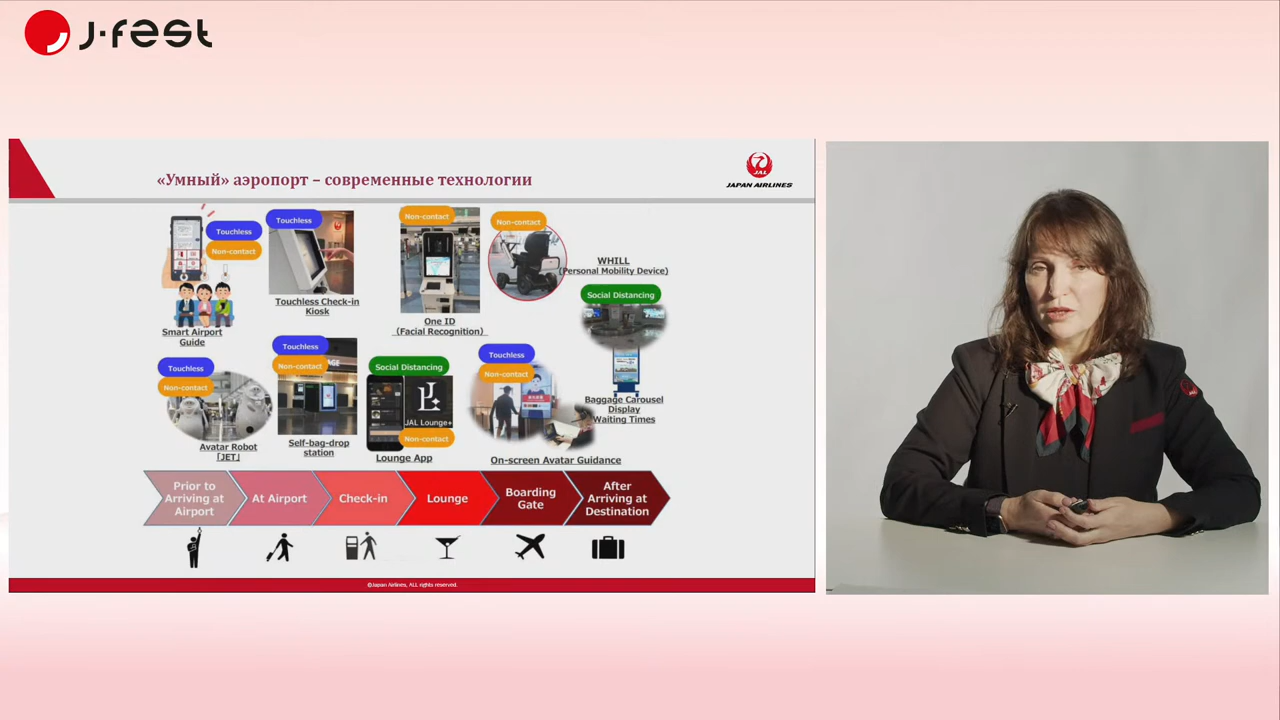 J-fest
«Умный» аэропорт – современные технологии
JAL
JAPAN AIRLINES
Touchless
Non-contact
Smart Airport
Guide
Touchless
Touchless Check-in
Kiosk
Non-contact
One ID
(Facial Recognition)
Non-contact
WHILL
(Personal Mobility Device)
Social Distancing
Baggage Carousel
Display
Waiting Times
Touchless
Non-contact
Avatar Robot
「JET」
Touchless
Non-contact
Self-bag-drop
station
Social Distancing
JAL Lounge+
Non-contact
Lounge App
Touchless
Non-contact
On-screen Avatar Guidance
Prior to
Arriving at
Airport
At Airport
Check-in
Lounge
Boarding
Gate
After
Arriving at
Destination
©Japan Airlines, ALL rights reserved.